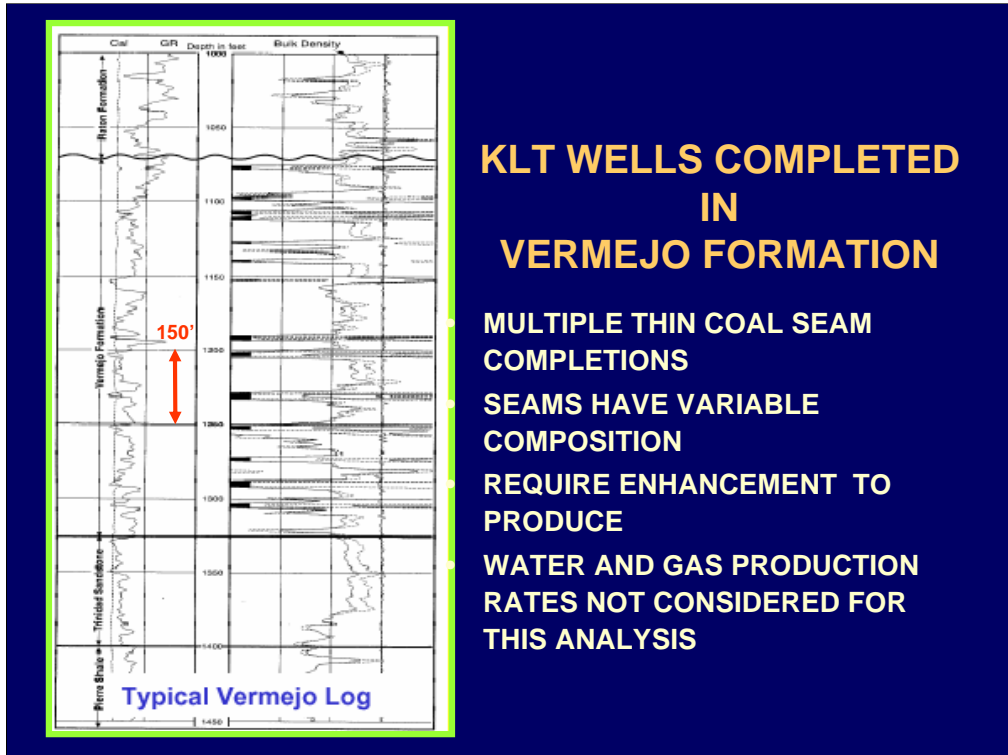 Cal GR Depth in feet Bulk Density
1000
Raton Formation
1050
1100
1150
Vermejo Formation
150'
1200
1250
1300
Trinidad Sandstone
1350
1400
Pierre Shale
Typical Vermejo Log
1450
KLT WELLS COMPLETED
IN
VERMEJO FORMATION
MULTIPLE THIN COAL SEAM
COMPLETIONS
SEAMS HAVE VARIABLE
COMPOSITION
REQUIRE ENHANCEMENT TO
PRODUCE
WATER AND GAS PRODUCTION
RATES NOT CONSIDERED FOR
THIS ANALYSIS